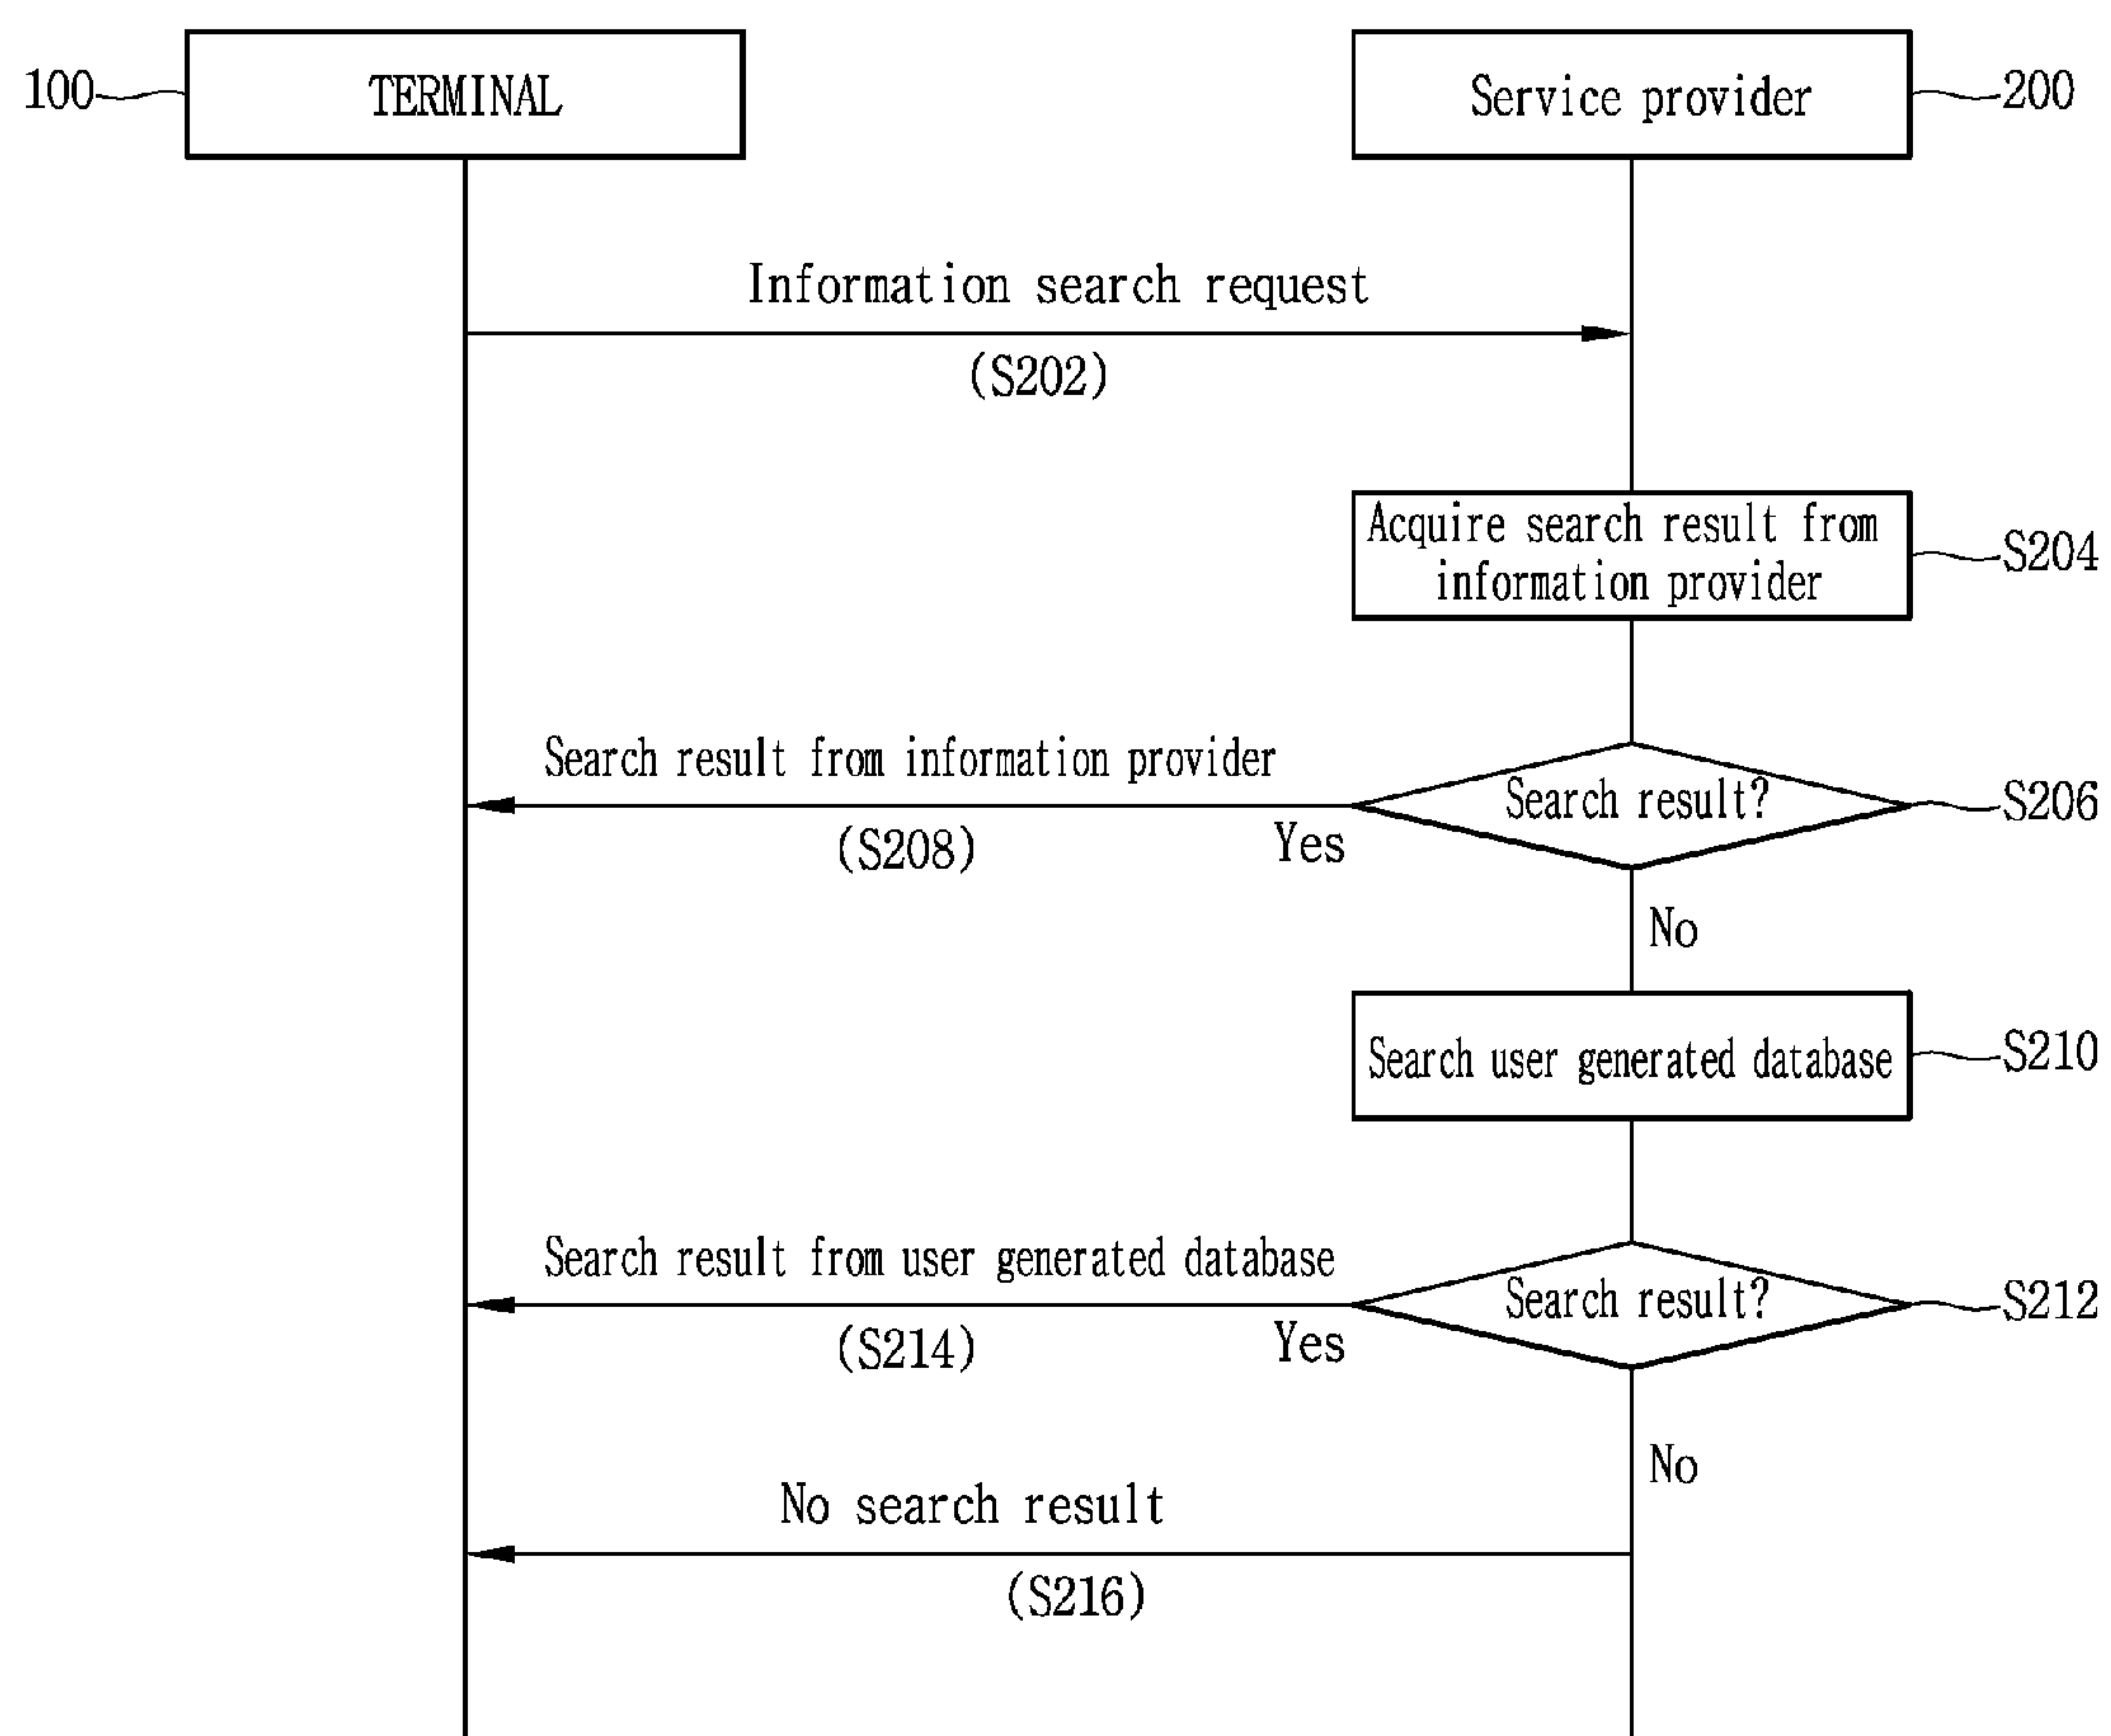 100
TERMINAL
Service provider
200
Information search request
(S202)
Acquire search result from
information provider
S204
Search result from information provider
(S208)
Yes
Search result?
S206
No
Search user generated database
S210
Search result from user generated database
(S214)
Yes
Search result?
S212
No
No search result
(S216)